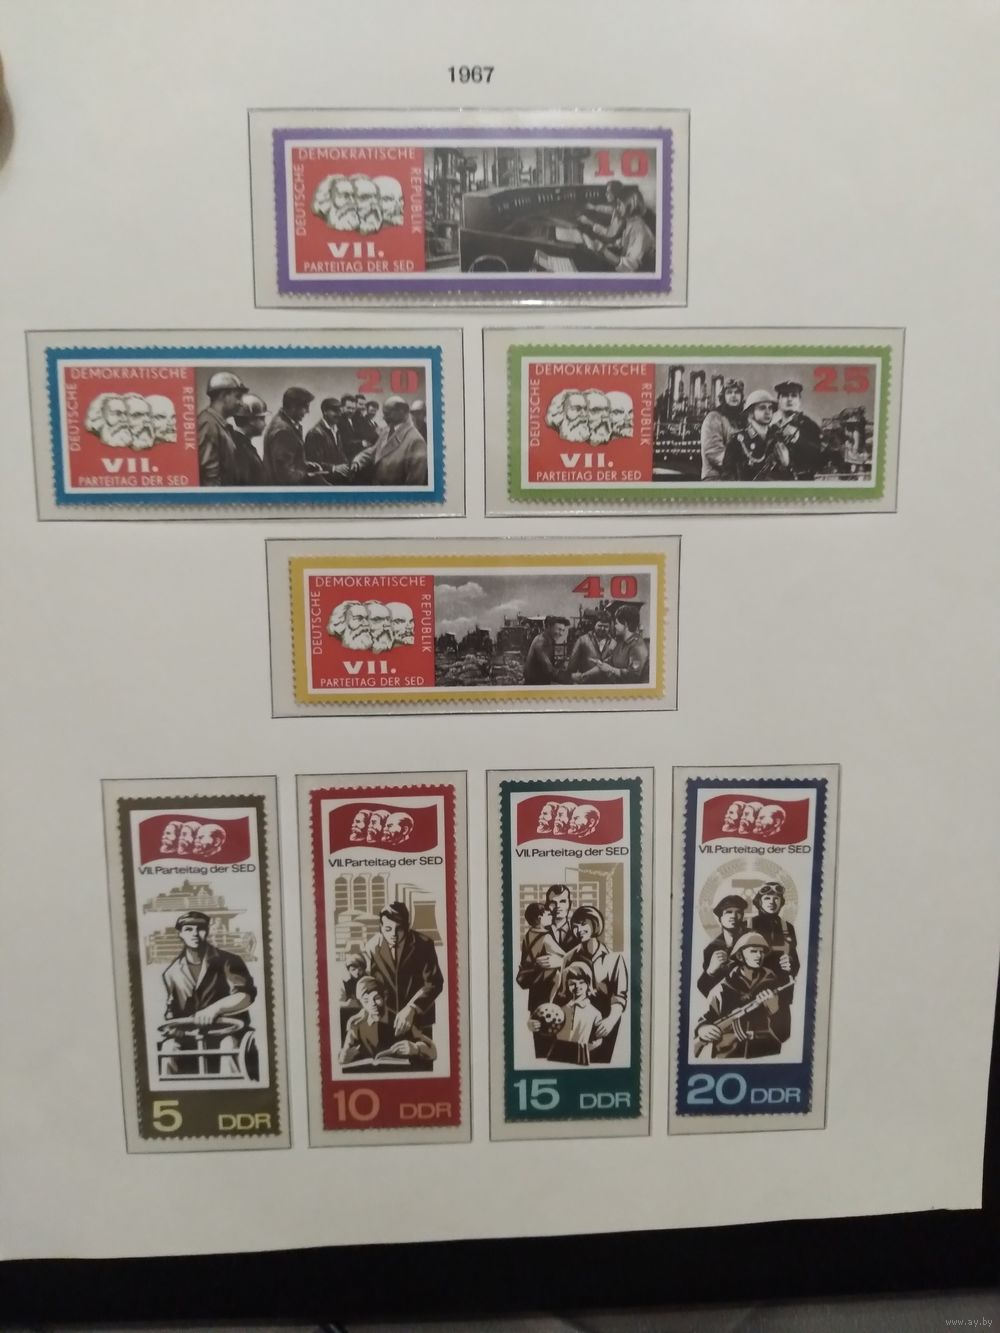 1967
DEUTSCHE
DEMOKRATISCHE
REPUBLIK
10
VII.
PARTEITAG DER SED
DEUTSCHE
DEMOKRATISCHE
REPUBLIK
20
VII.
PARTEITAG DER SED
DEUTSCHE
DEMOKRATISCHE
REPUBLIK
25
VII.
PARTEITAG DER SED
DEUTSCHE
DEMOKRATISCHE
REPUBLIK
40
VII.
PARTEITAG DER SED
VII.Parteitag der SED
5 DDR
VII.Parteitag der SED
10 DDR
VII.Parteitag der SED
15 DDR
VII.Parteitag der SED
20 DDR
www.ay.by